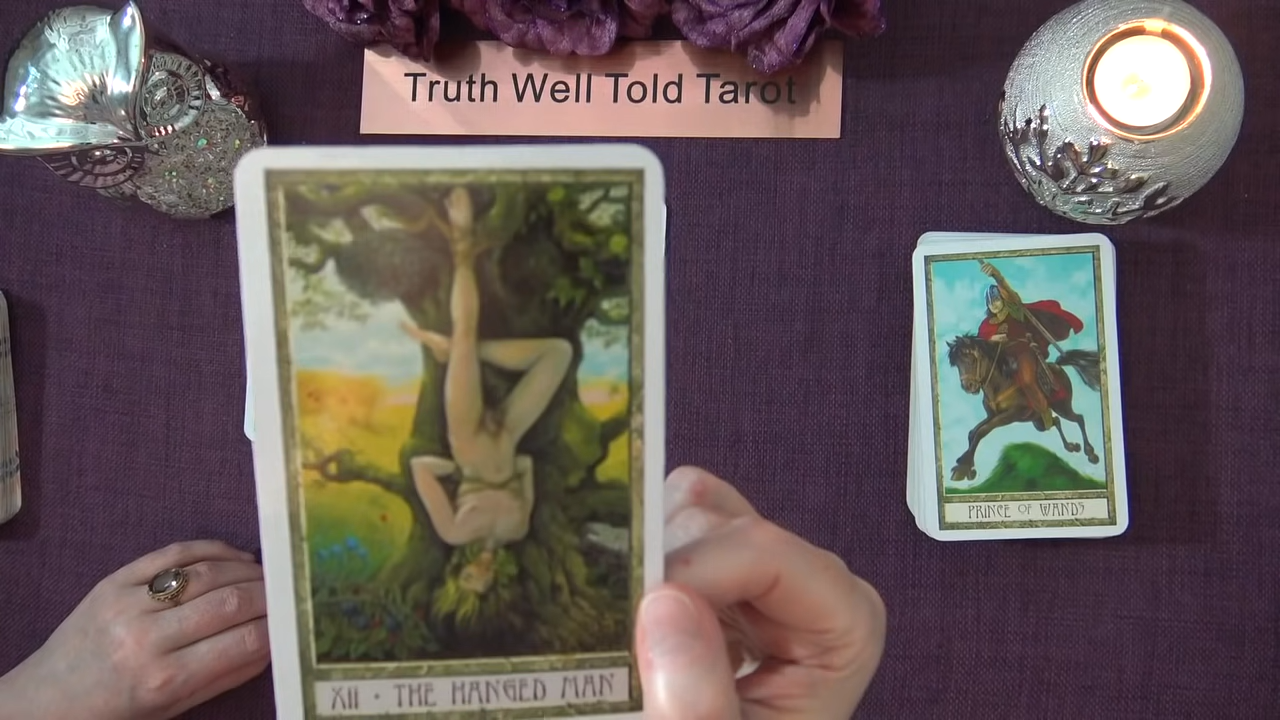 Truth Well Told Tarot
PRINCE OF WANDS
XII • THE HANGED MAN